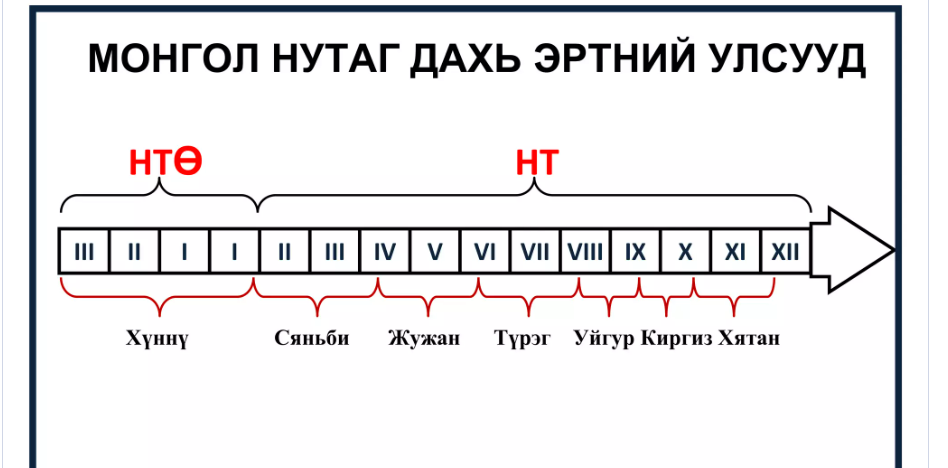 МОНГОЛ НУТАГ ДАХЬ ЭРТНИЙ УЛСУУД
НТӨ НТ
III II I I II III IV V VI VII VIII IX X XI XII
Хүннү Сяньби Жужан Түрэг Уйгур Киргиз Хятан